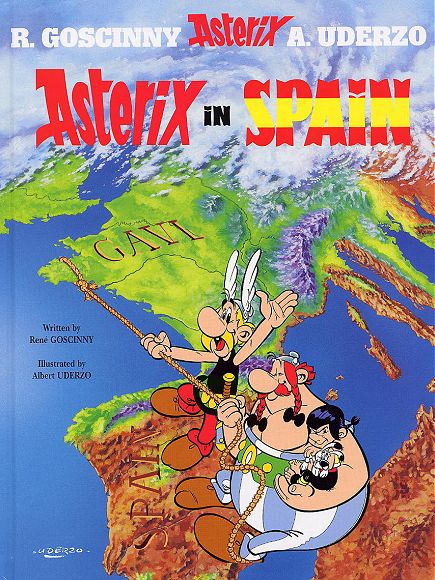 R. GOSCINNY Asterix A. UDERZO
Asterix in SPAIN
GAVL
Written by
René GOSCINNY
Illustrated by
Albert UDERZO
SPAIN
UDERZO